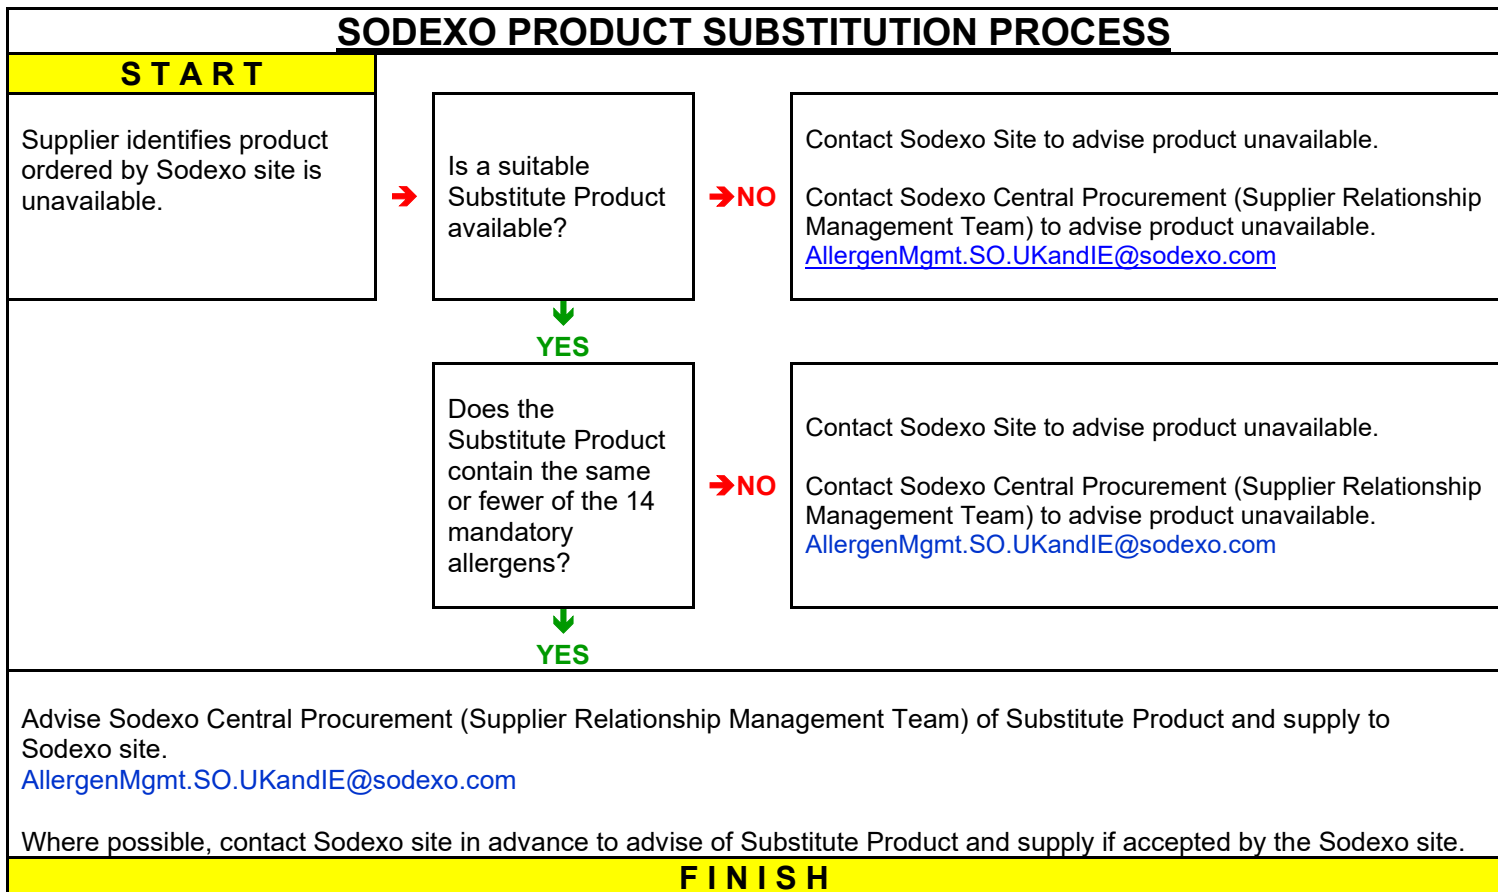 SODEXO PRODUCT SUBSTITUTION PROCESS
S T A R T
Supplier identifies product
ordered by Sodexo site is
unavailable.
➔
Is a suitable
Substitute Product
available?
➔NO
Contact Sodexo Site to advise product unavailable.
Contact Sodexo Central Procurement (Supplier Relationship
Management Team) to advise product unavailable.
AllergenMgmt.SO.UKandIE@sodexo.com
YES
Does the
Substitute Product
contain the same
or fewer of the 14
mandatory
allergens?
➔NO
Contact Sodexo Site to advise product unavailable.
Contact Sodexo Central Procurement (Supplier Relationship
Management Team) to advise product unavailable.
AllergenMgmt.SO.UKandIE@sodexo.com
YES
Advise Sodexo Central Procurement (Supplier Relationship Management Team) of Substitute Product and supply to
Sodexo site.
AllergenMgmt.SO.UKandIE@sodexo.com
Where possible, contact Sodexo site in advance to advise of Substitute Product and supply if accepted by the Sodexo site.
F I N I S H